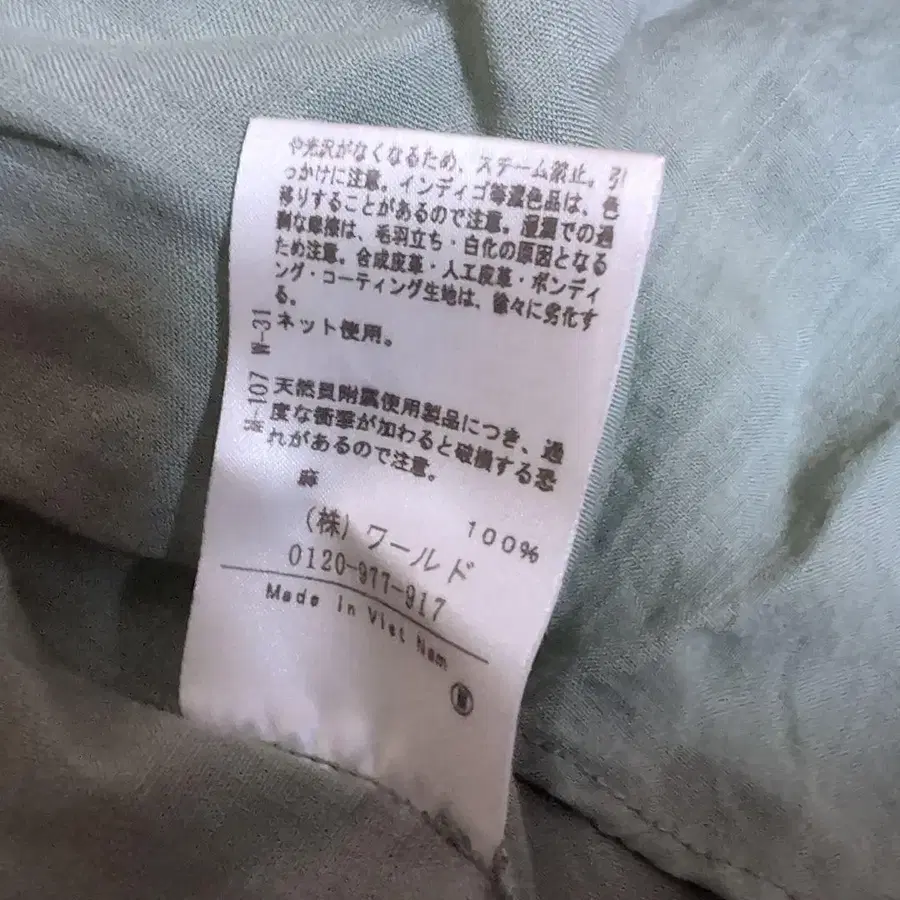 や光沢がなくなるため、スチーム禁止。引
っかけに注意。インディゴ等濃色品は、色
移りすることがあるので注意。湿潤での過
剰な摩擦は、毛羽立ち・白化の原因となる
ため注意。合成皮革・人工皮革・ボンディ
ング・コーティング生地は、徐々に劣化す
る。
ネット使用。
天然貝附属使用製品につき、過
度な衝撃が加わると破損する恐
れがあるので注意。
麻
100%
(株) ワールド
0120-977-917
Made in Viet Nam
-107 W-31